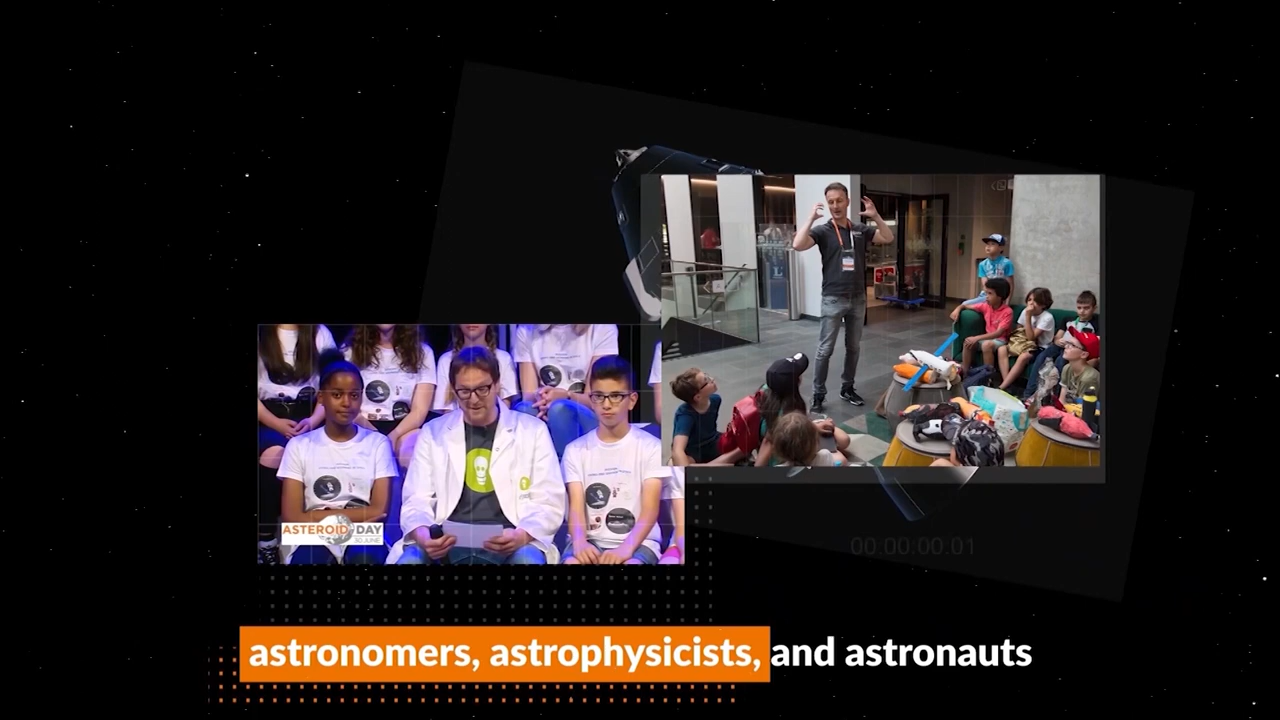 ASTEROID DAY
30 JUNE
00:00:00.01
astronomers, astrophysicists, and astronauts